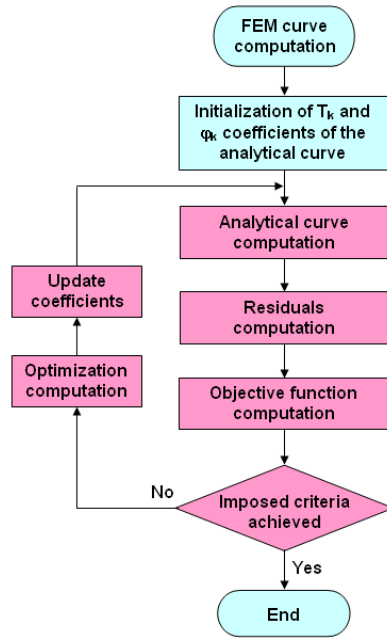 FEM curve
computation
Initialization of Tₖ and
φₖ coefficients of the
analytical curve
Analytical curve
computation
Update
coefficients
Residuals
computation
Optimization
computation
Objective function
computation
No
Imposed criteria
achieved
Yes
End